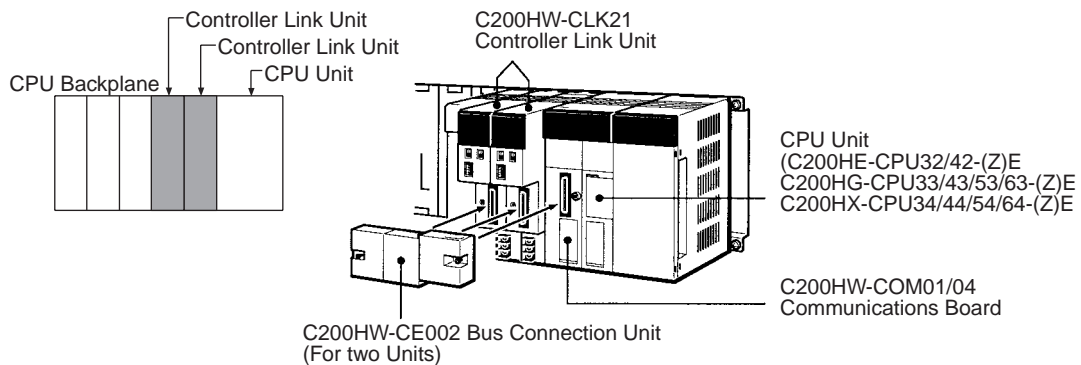 Controller Link Unit
Controller Link Unit
CPU Unit
CPU Backplane
C200HW-CLK21
Controller Link Unit
CPU Unit
(C200HE-CPU32/42-(Z)E
C200HG-CPU33/43/53/63-(Z)E
C200HX-CPU34/44/54/64-(Z)E
C200HW-COM01/04
Communications Board
C200HW-CE002 Bus Connection Unit
(For two Units)